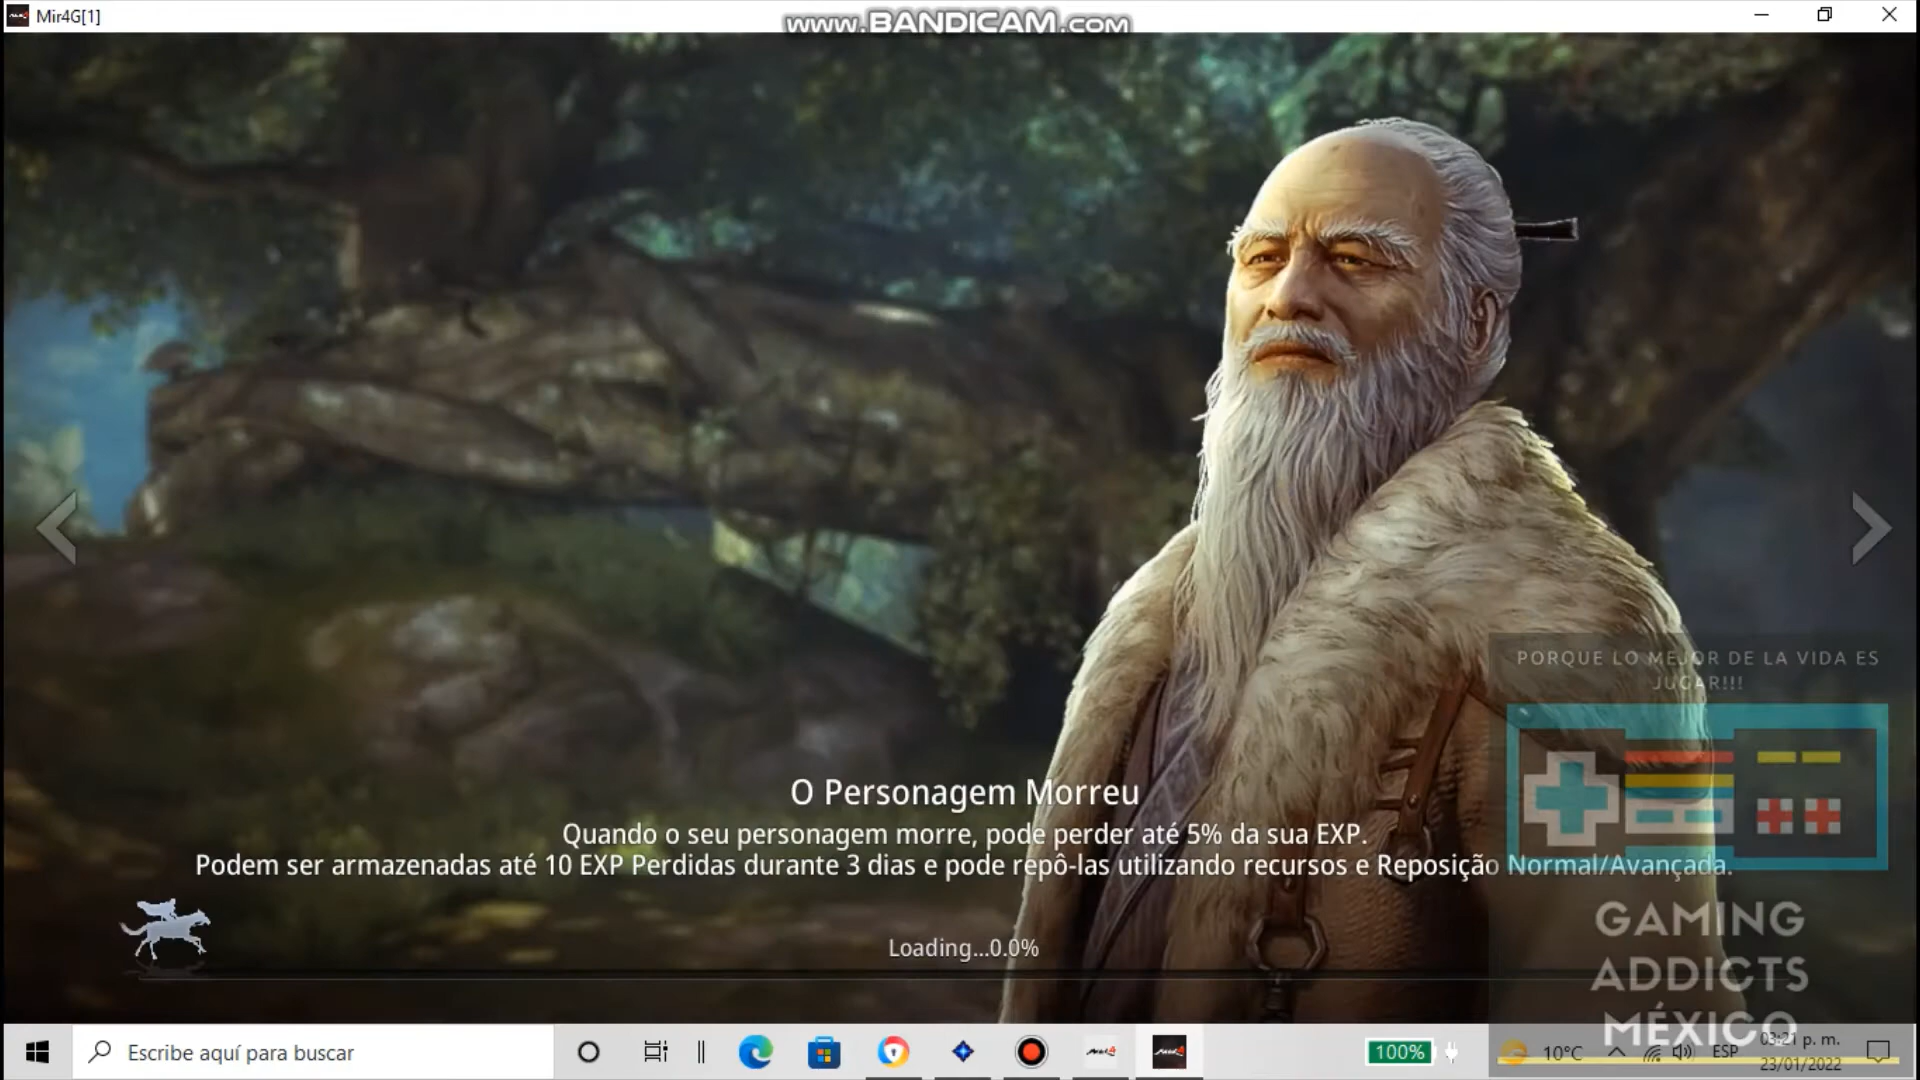 Mir4G[1]
www.BANDICAM.com
PORQUE LO MEJOR DE LA VIDA ES
JUGAR!!!
O Personagem Morreu
Quando o seu personagem morre, pode perder até 5% da sua EXP.
Podem ser armazenadas até 10 EXP Perdidas durante 3 dias e pode repô-las utilizando recursos e Reposição Normal/Avançada.
Loading...0.0%
GAMING
ADDICTS
MÉXICO
Escribe aquí para buscar
100%
10°C
ESP
03:21 p. m.
23/01/2022